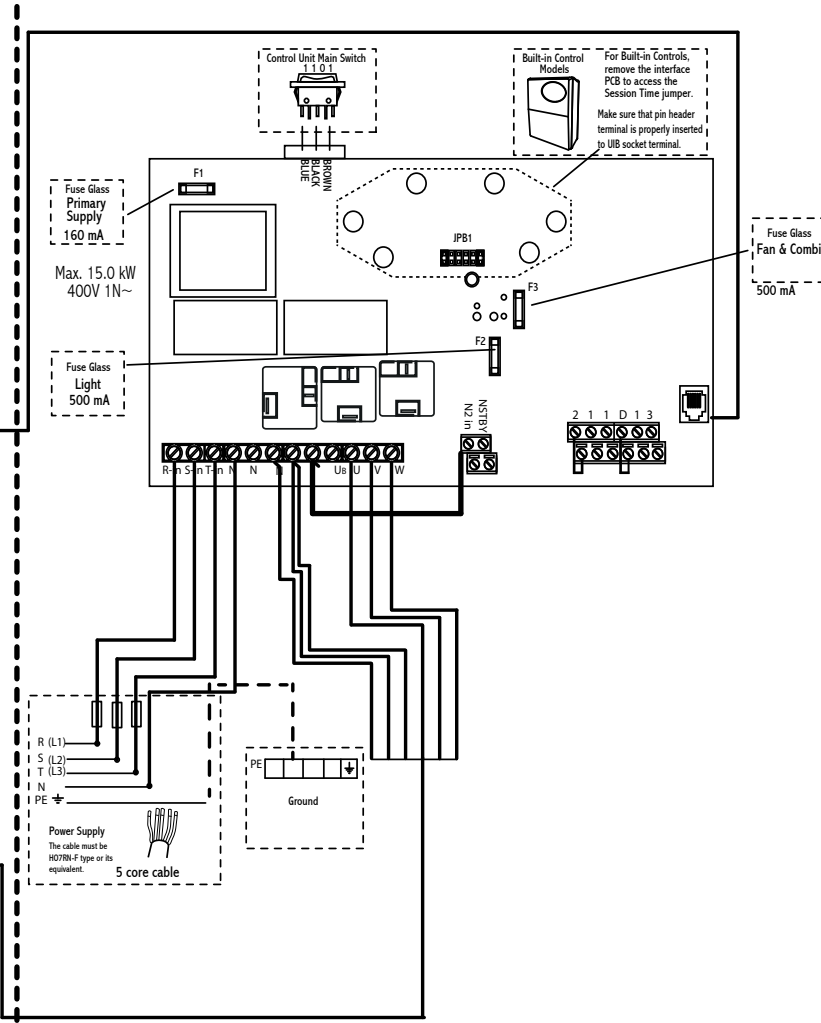 Control Unit Main Switch
1 1 0 1
BLUE
BLACK
BROWN
Built-in Control
Models
For Built-in Controls,
remove the interface
PCB to access the
Session Time jumper.
Make sure that pin header
terminal is properly inserted
to UIB socket terminal.
Fuse Glass
Primary
Supply
160 mA
F1
Max. 15.0 kW
400V 1N~
JPB1
F3
F2
Fuse Glass
Fan & Combi
500 mA
Fuse Glass
Light
500 mA
N2 in
NSTBY
2 1 1 D 1 3
R-in S-in T-in N N N UB U V W
R (L1)
S (L2)
T (L3)
N
PE
Power Supply
The cable must be
H07RN-F type or its
equivalent.
5 core cable
PE
Ground